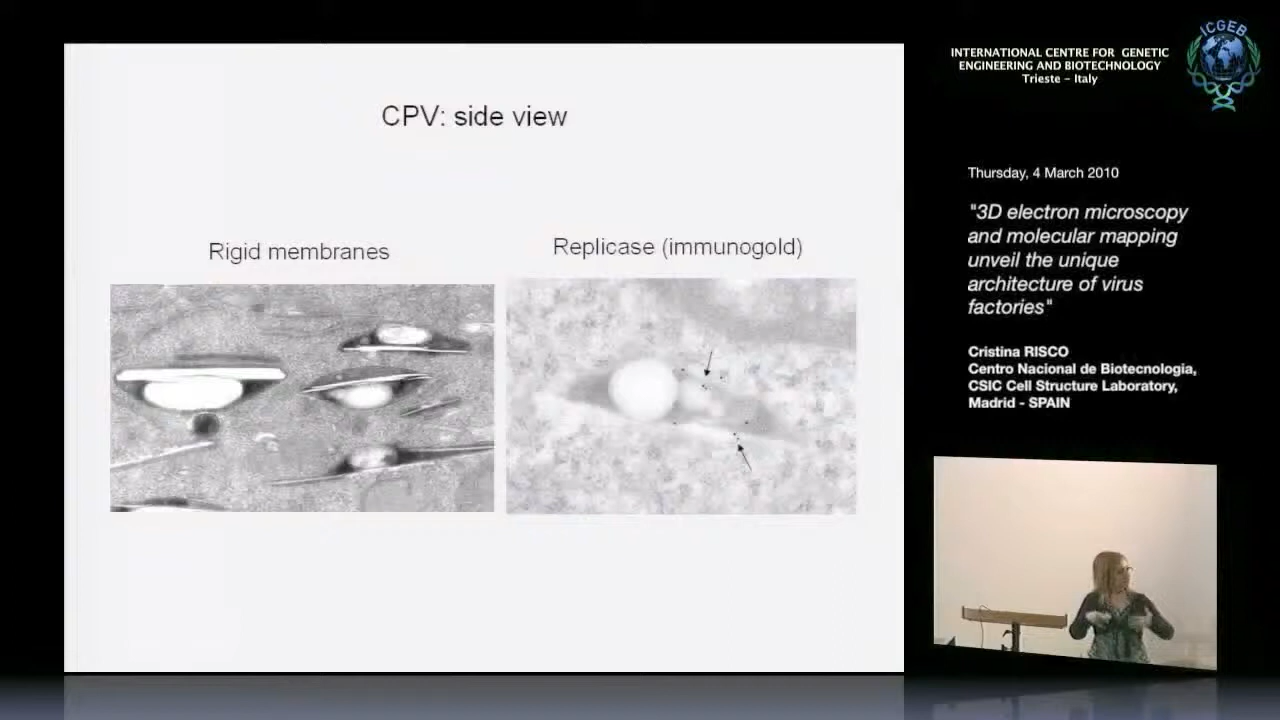 CPV: side view
Rigid membranes
Replicase (immunogold)
ICGEB
INTERNATIONAL CENTRE FOR GENETIC
ENGINEERING AND BIOTECHNOLOGY
Trieste – Italy
Thursday, 4 March 2010
"3D electron microscopy
and molecular mapping
unveil the unique
architecture of virus
factories"
Cristina RISCO
Centro Nacional de Biotecnologia,
CSIC Cell Structure Laboratory,
Madrid - SPAIN